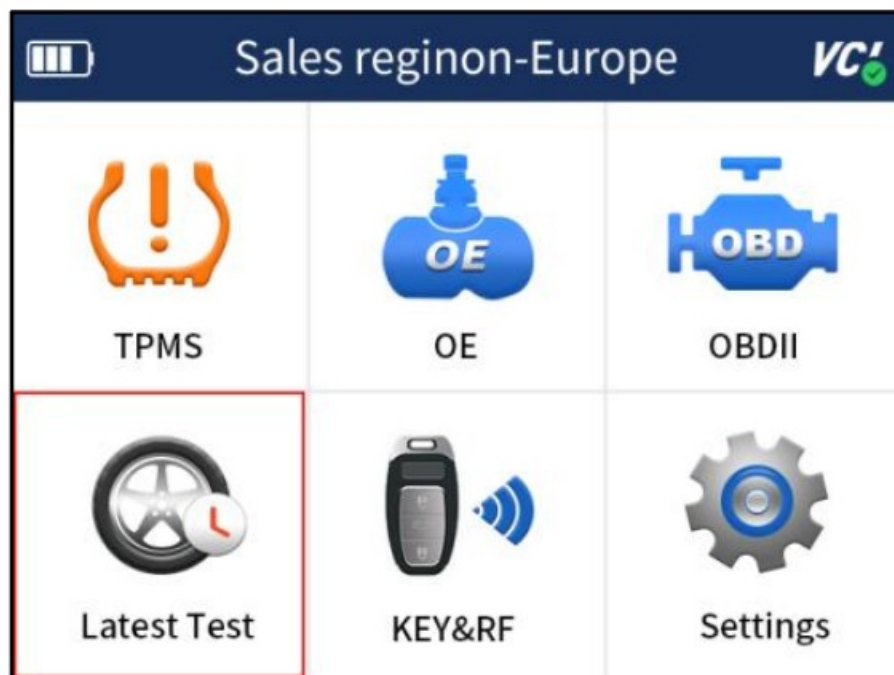 Sales reginon-Europe VCI
OE OBD
TPMS OE OBDII
Latest Test KEY&RF Settings